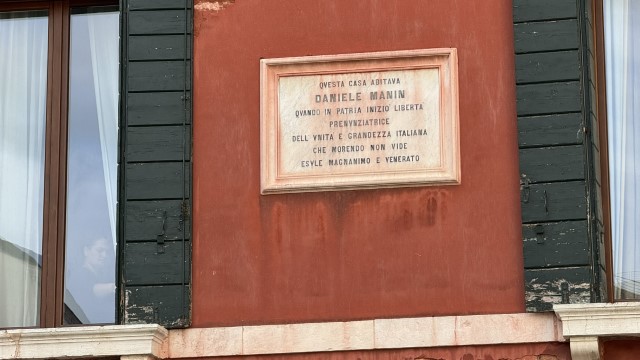 QVESTA CASA ABITAVA
DANIELE MANIN
QVANDO IN PATRIA INIZIO LIBERTA
PRENVNZIATRICE
DELL'VNITA E GRANDEZZA ITALIANA
CHE MORENDO NON VIDE
ESVLE MAGNANIMO E VENERATO